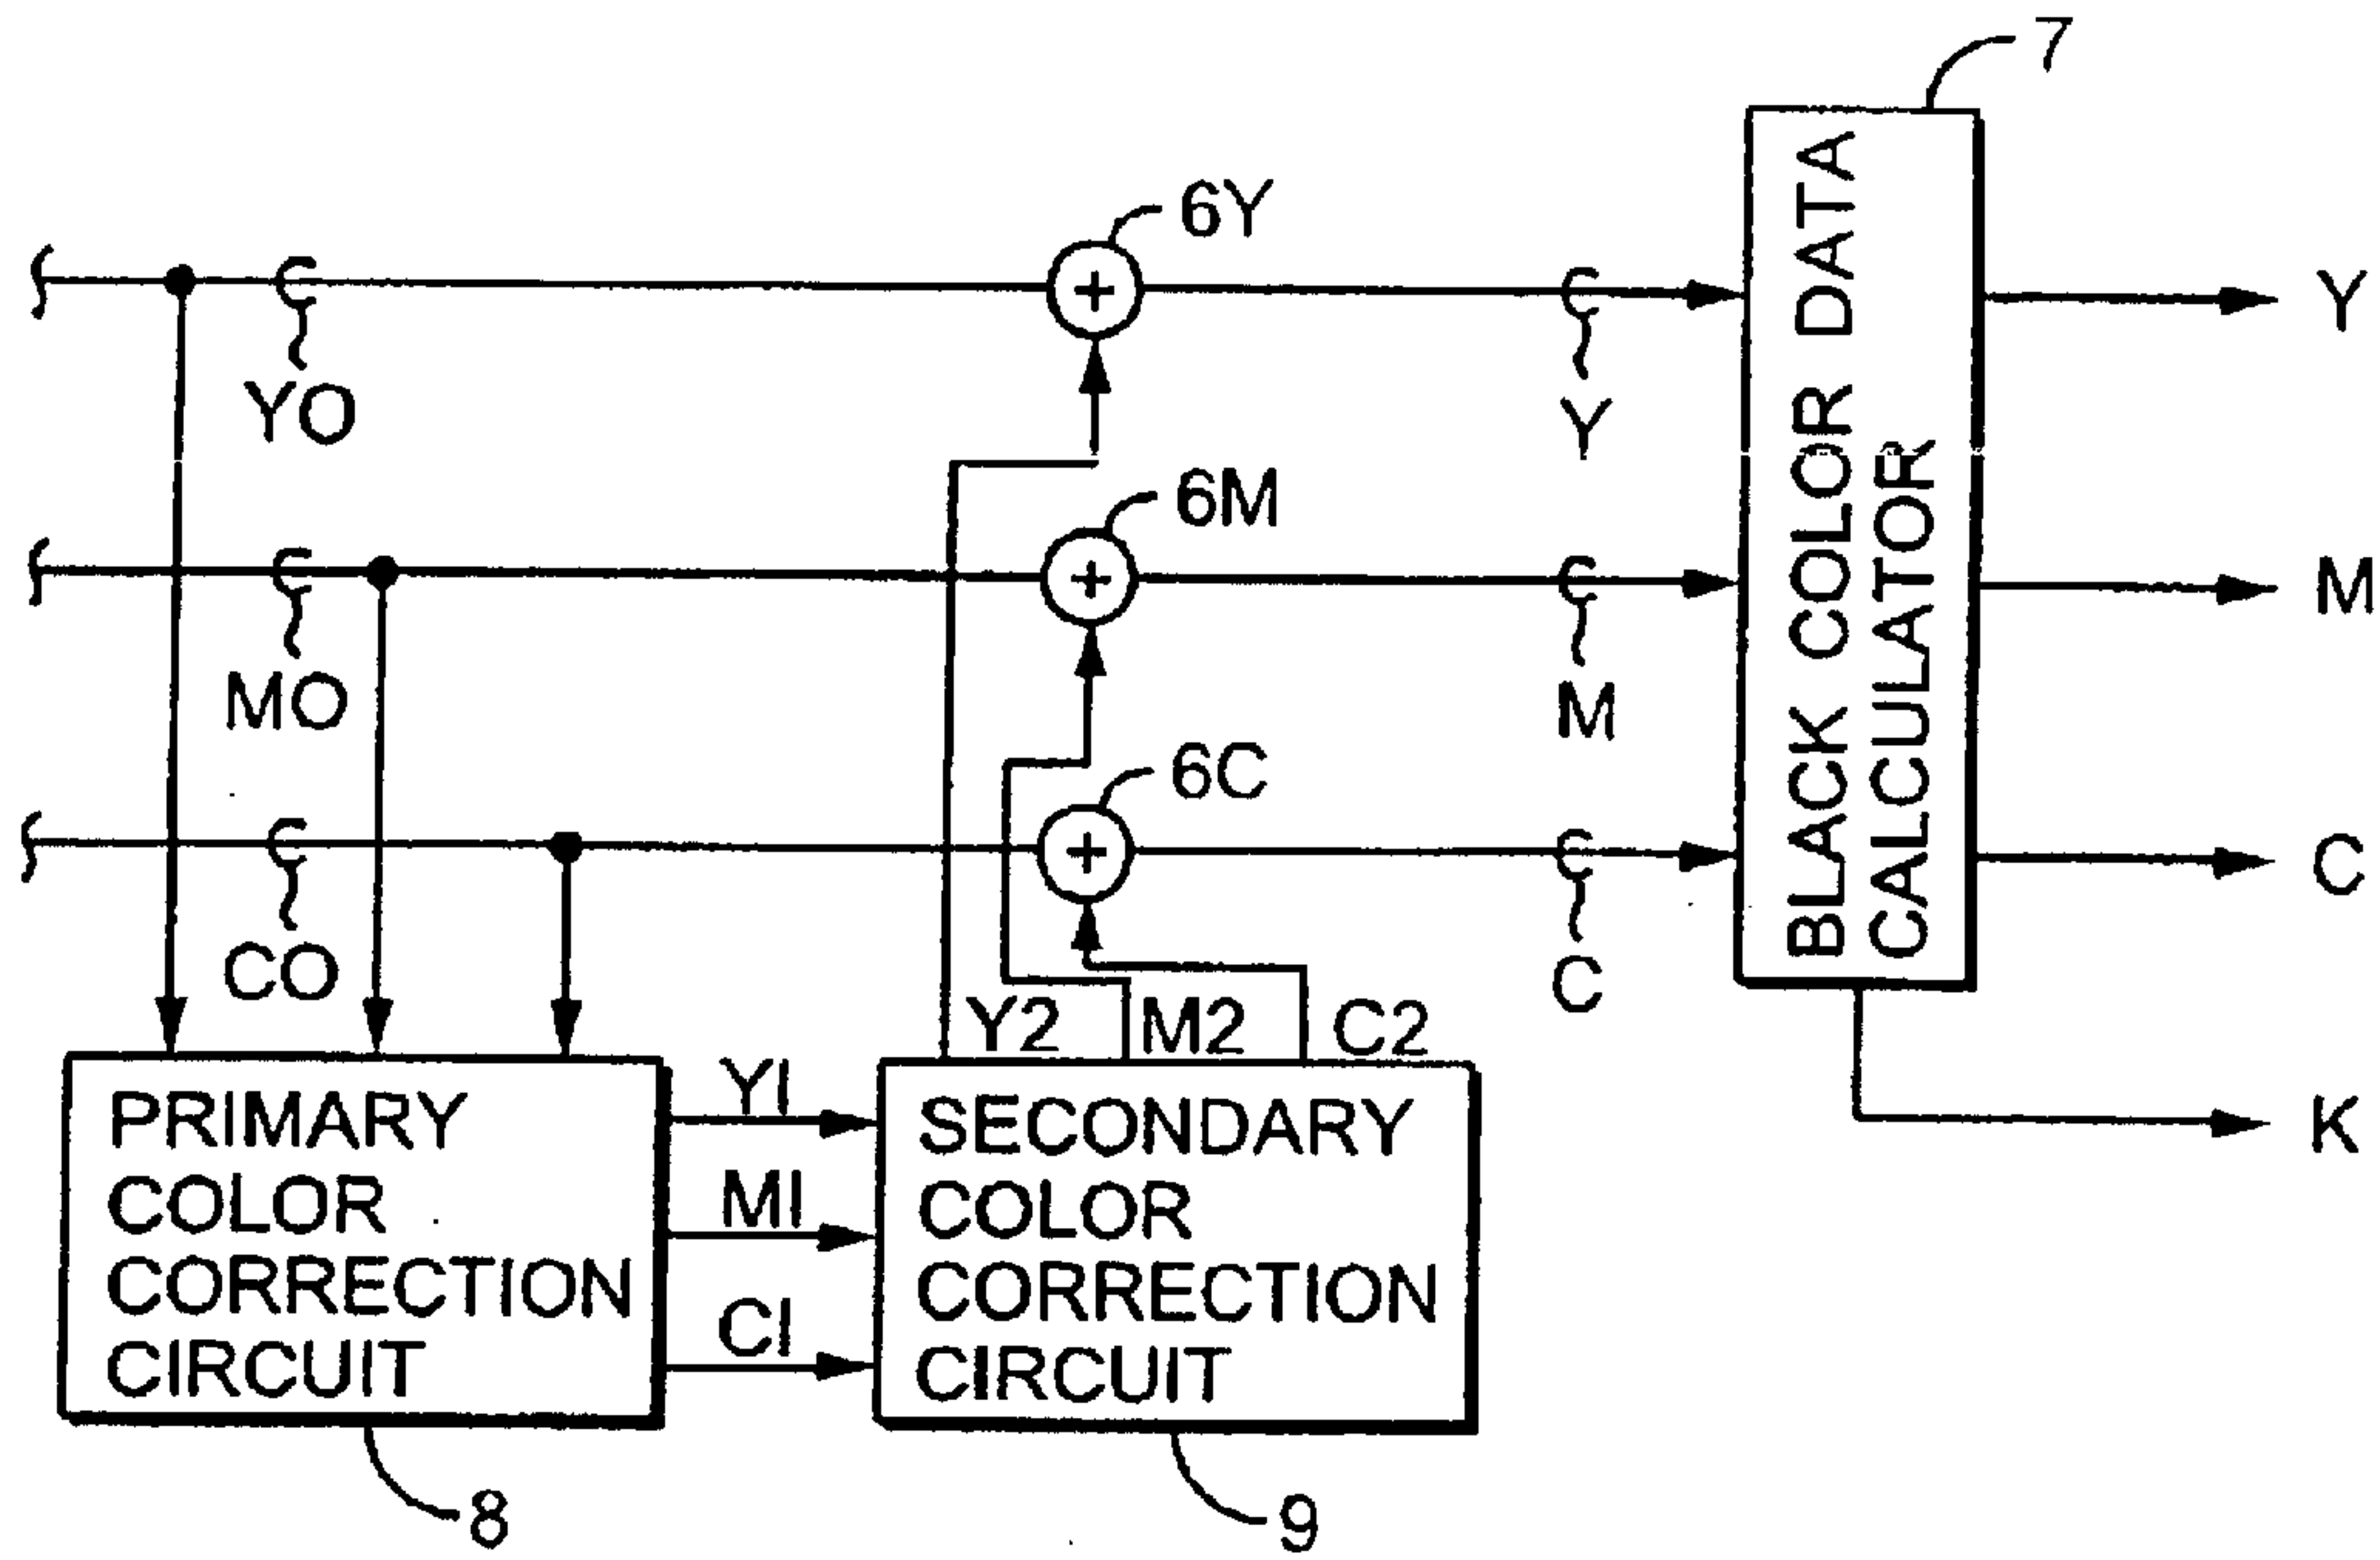 7
6Y
Y
YO
Y
6M
M
MO
M
6C
C
CO
C
BLACK COLOR DATA
CALCULATOR
Y2
M2
C2
K
YI
MI
CI
PRIMARY
COLOR
CORRECTION
CIRCUIT
SECONDARY
COLOR
CORRECTION
CIRCUIT
8
9